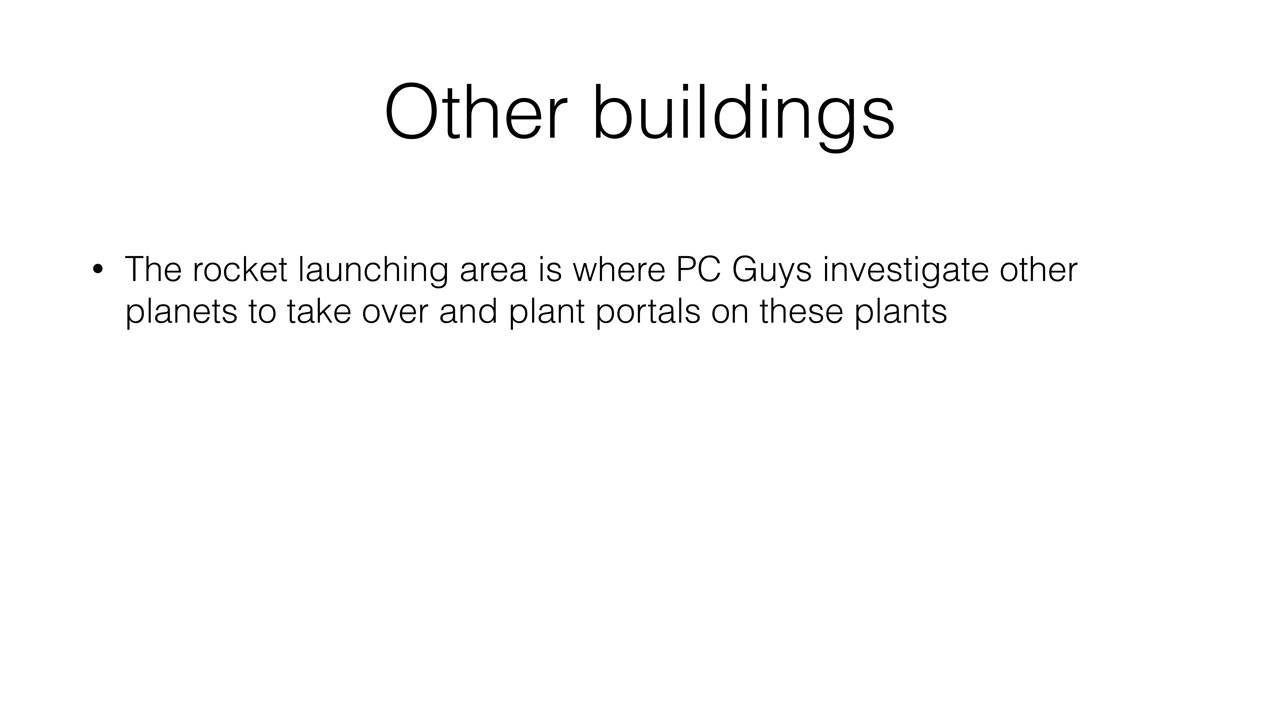 Other buildings
• The rocket launching area is where PC Guys investigate other
planets to take over and plant portals on these plants